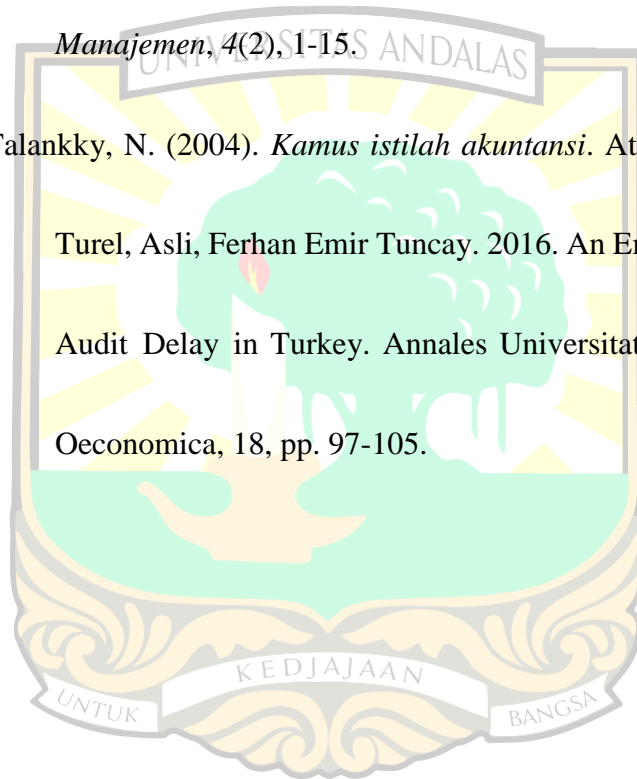 Manajemen, 4(2), 1-15.
UNIVERSITAS ANDALAS
Talankky, N. (2004). Kamus istilah akuntansi. At
Turel, Asli, Ferhan Emir Tuncay. 2016. An
Audit Delay in Turkey. Annales
Oeconomica, 18, pp. 97-105.
KEDJAJAAN
UNTUK
BANGSA